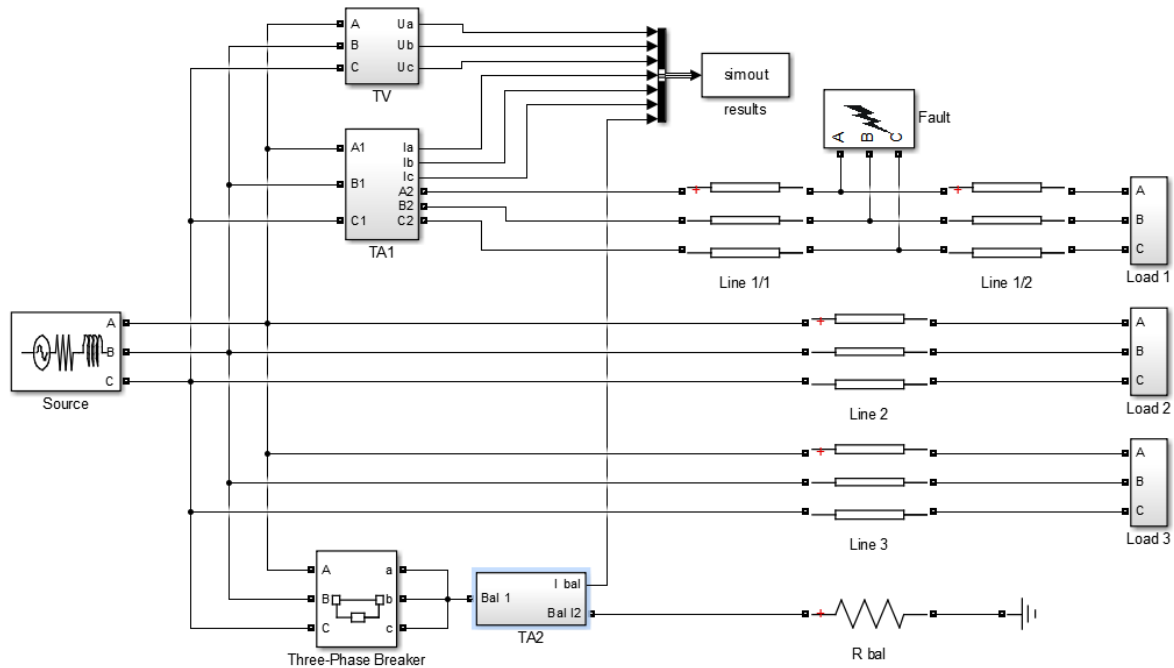 A
B
C
Ua
Ub
Uc
TV
simout
results
A1
B1
C1
Ia
Ib
Ic
A2
B2
C2
TA1
A
B
C
Fault
+
+
Line 1/1
Line 1/2
A
B
C
Load 1
A
B
C
Source
+
Line 2
A
B
C
Load 2
+
Line 3
A
B
C
Load 3
A
B
C
a
b
c
Three-Phase Breaker
Bal 1
I bal
Bal I2
TA2
+
R bal